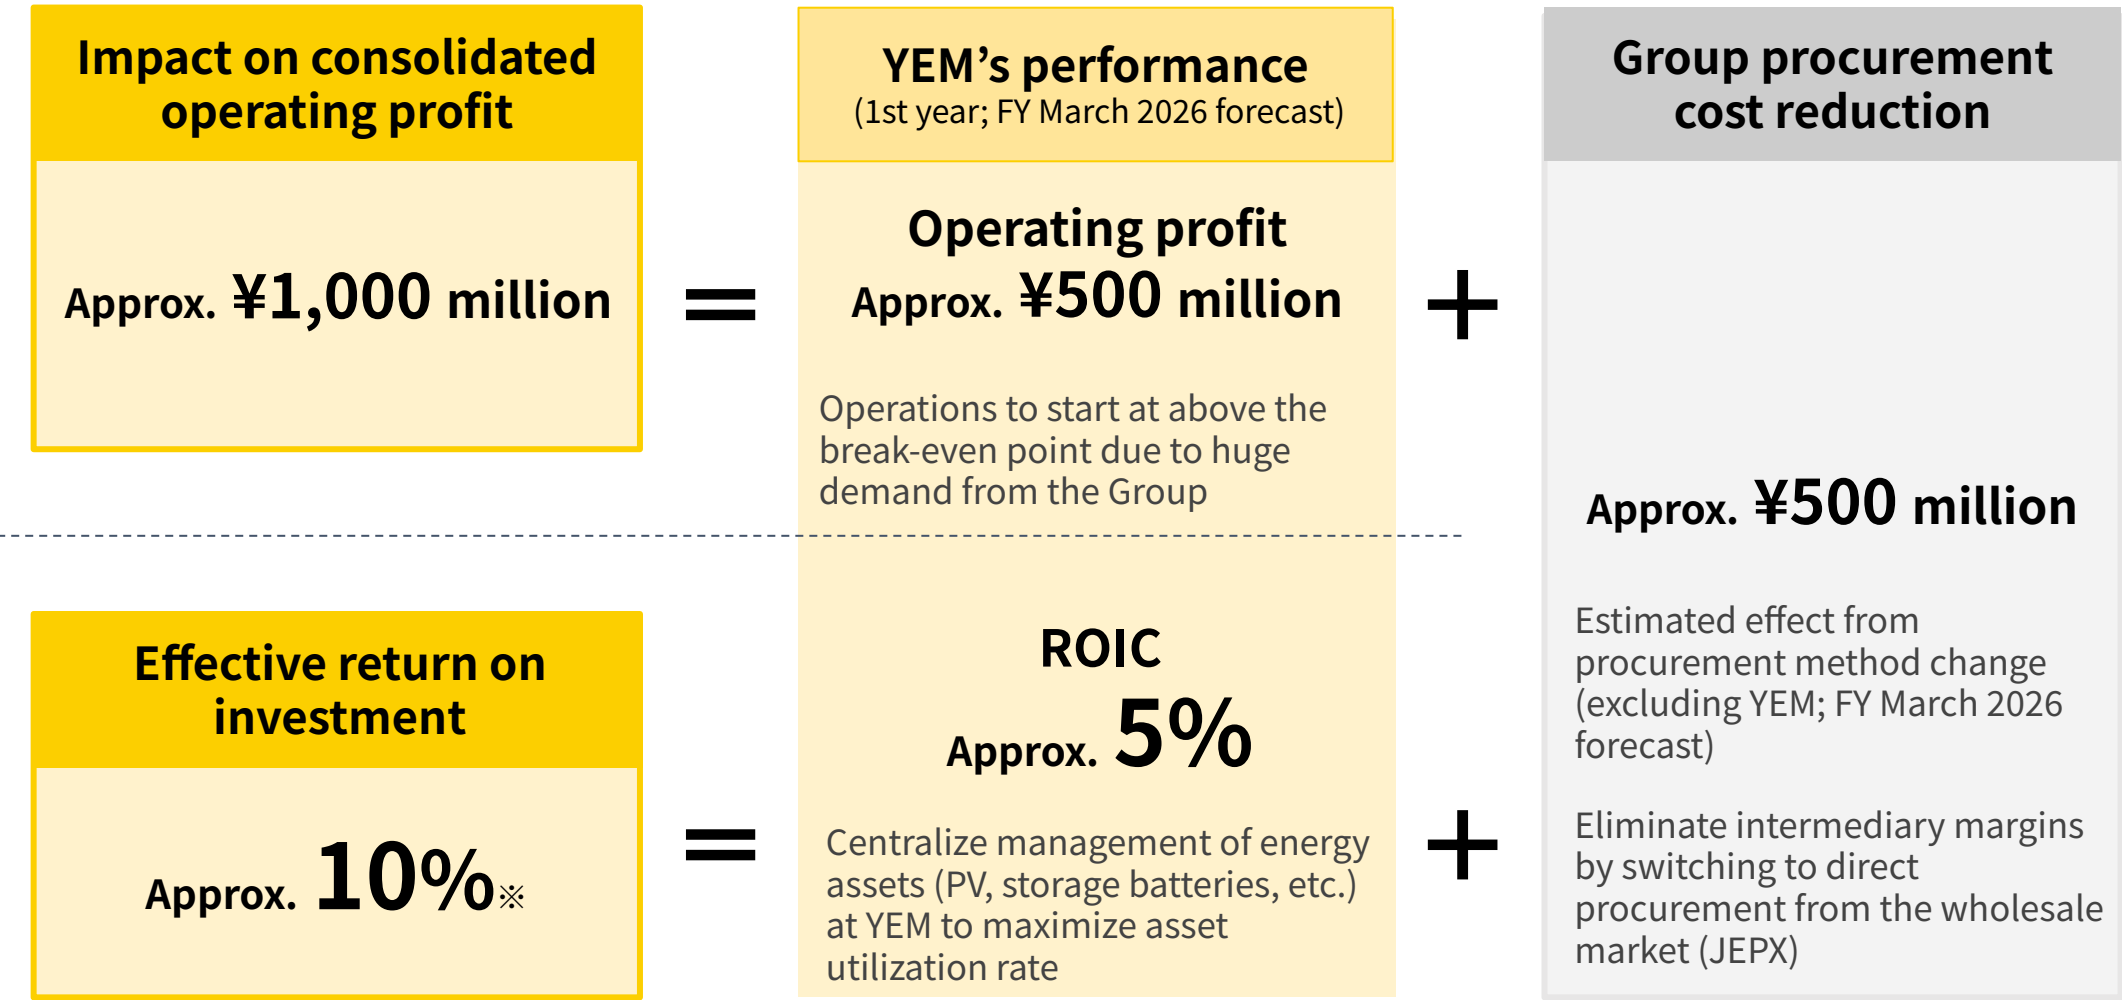 Impact on consolidated
operating profit
Approx. ¥1,000 million
=
YEM’s performance
(1st year; FY March 2026 forecast)
Operating profit
Approx. ¥500 million
Operations to start at above the
break-even point due to huge
demand from the Group
+
Group procurement
cost reduction
Approx. ¥500 million
Estimated effect from
procurement method change
(excluding YEM; FY March 2026
forecast)
Eliminate intermediary margins
by switching to direct
procurement from the wholesale
market (JEPX)
Effective return on
investment
Approx. 10%※
=
ROIC
Approx. 5%
Centralize management of energy
assets (PV, storage batteries, etc.)
at YEM to maximize asset
utilization rate
+